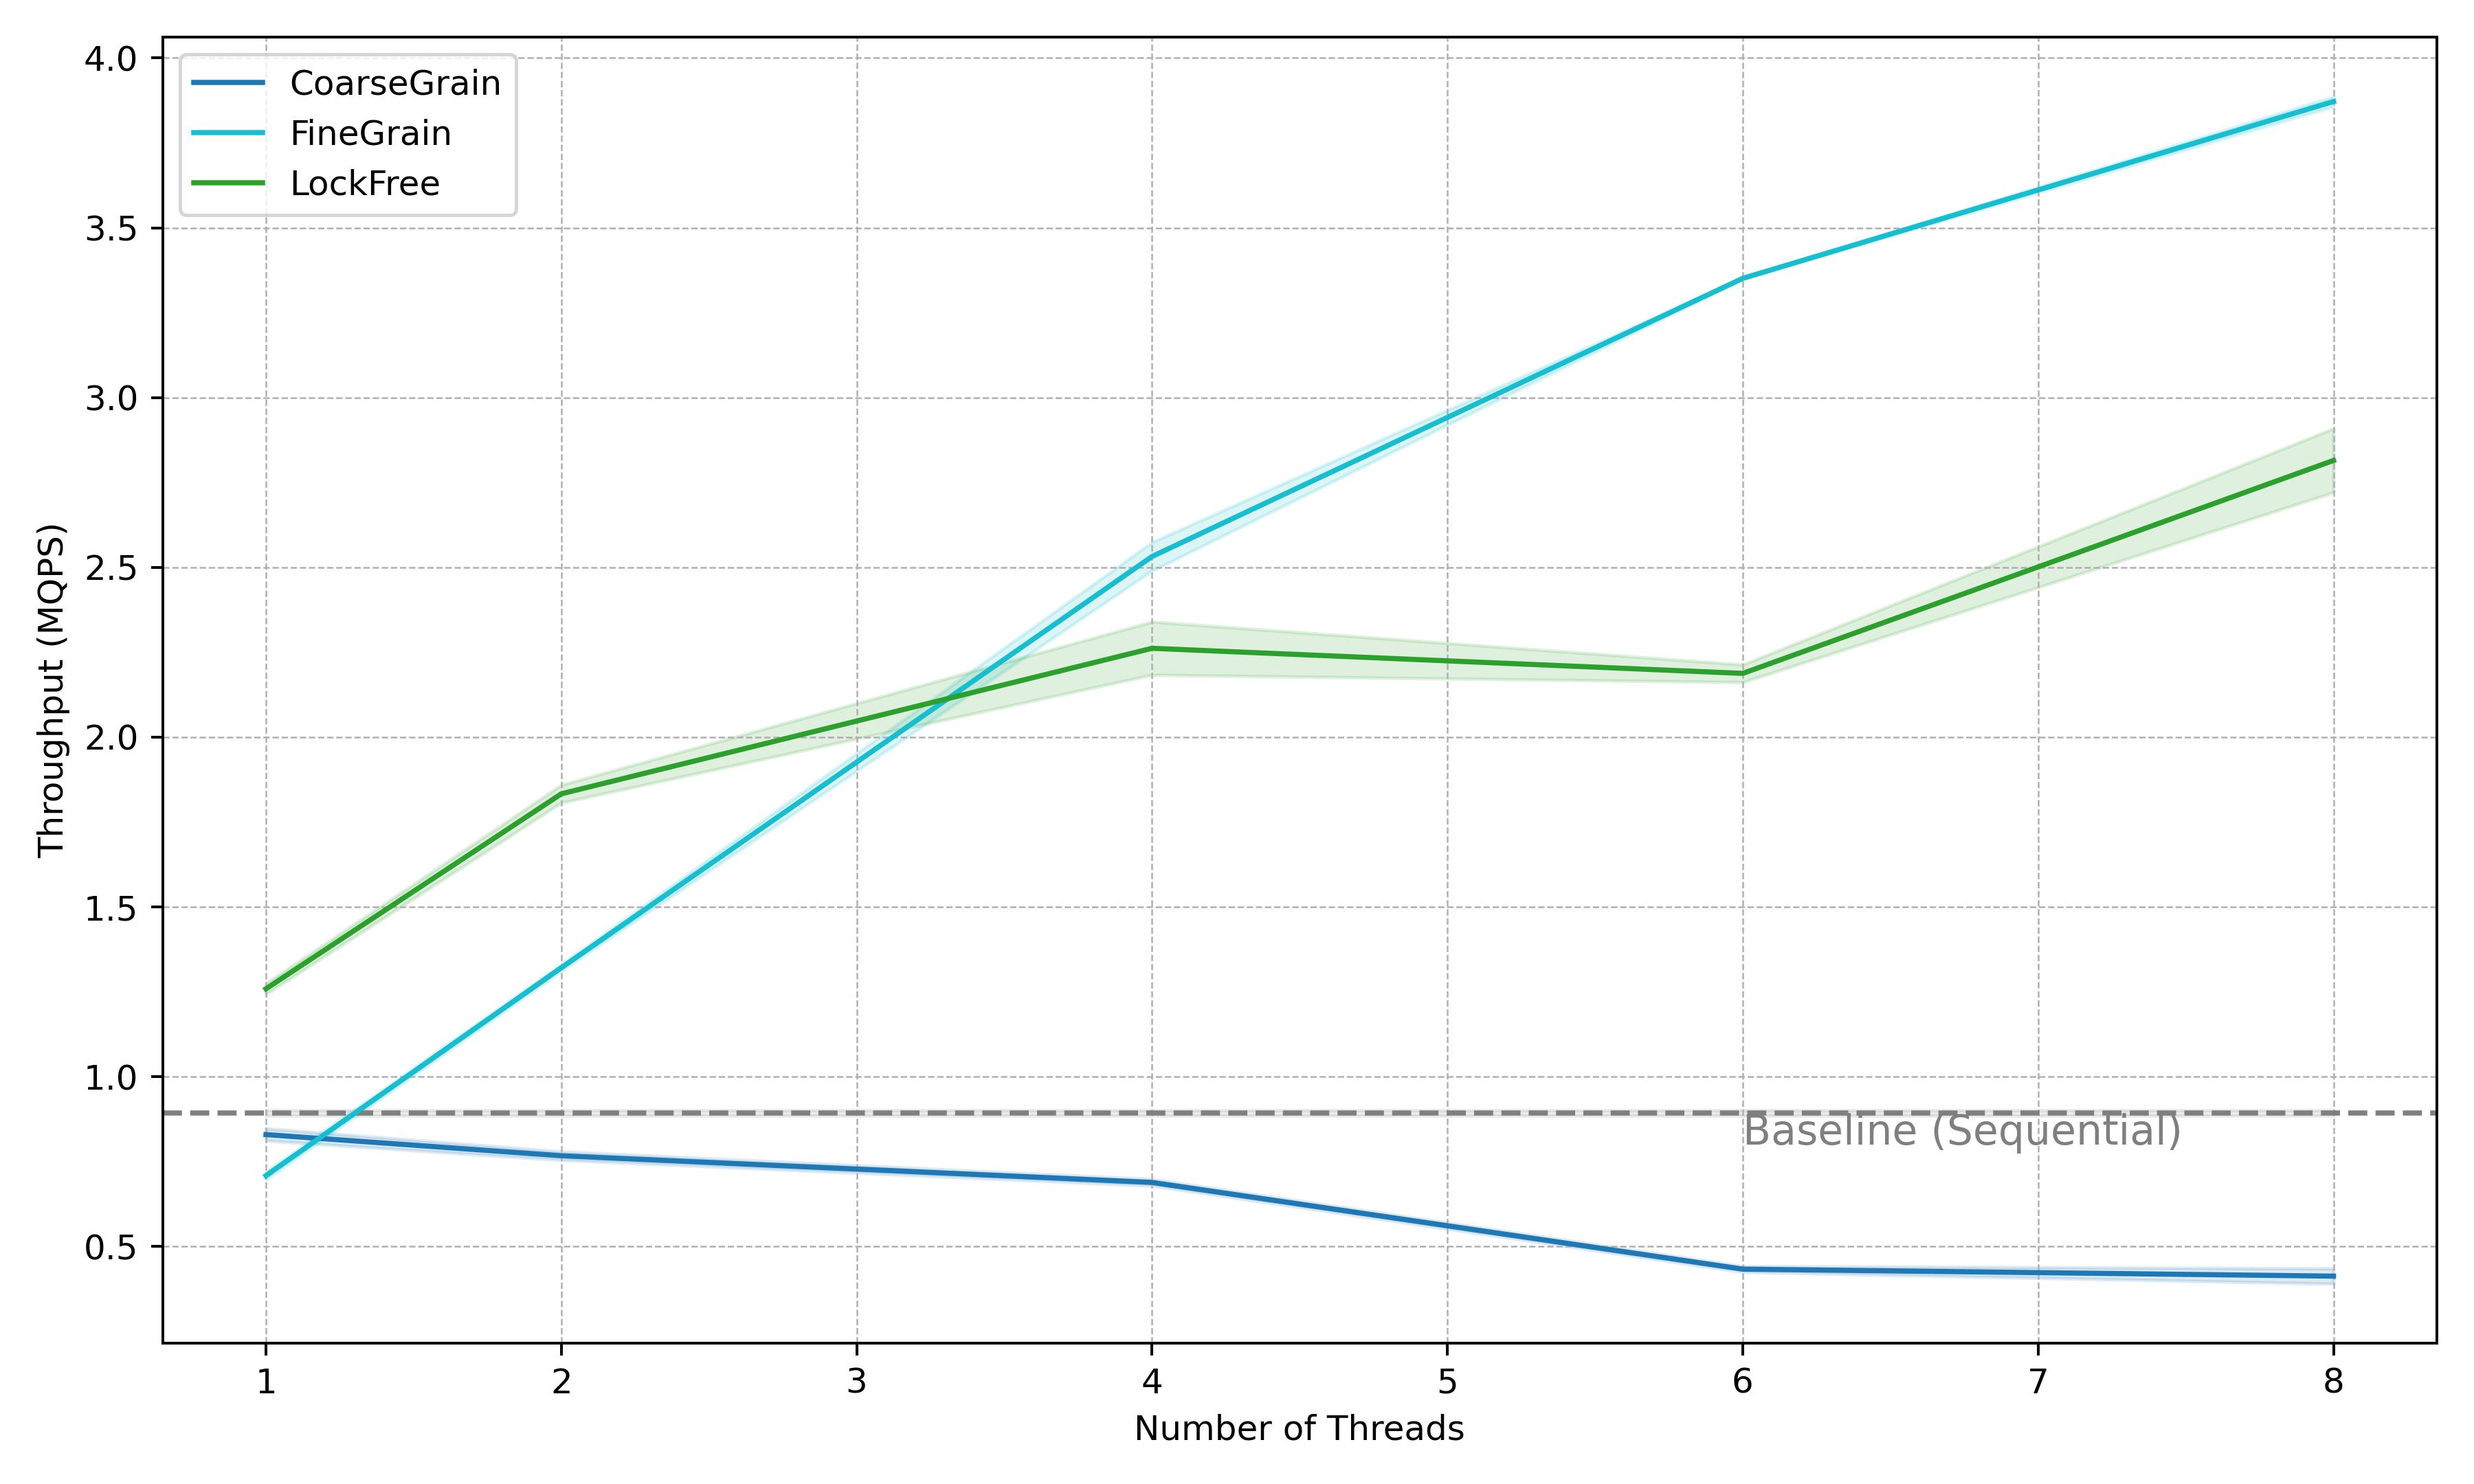 4.0
3.5
3.0
2.5
2.0
1.5
1.0
0.5
Throughput (MQPS)
CoarseGrain
FineGrain
LockFree
Baseline (Sequential)
1 2 3 4 5 6 7 8
Number of Threads